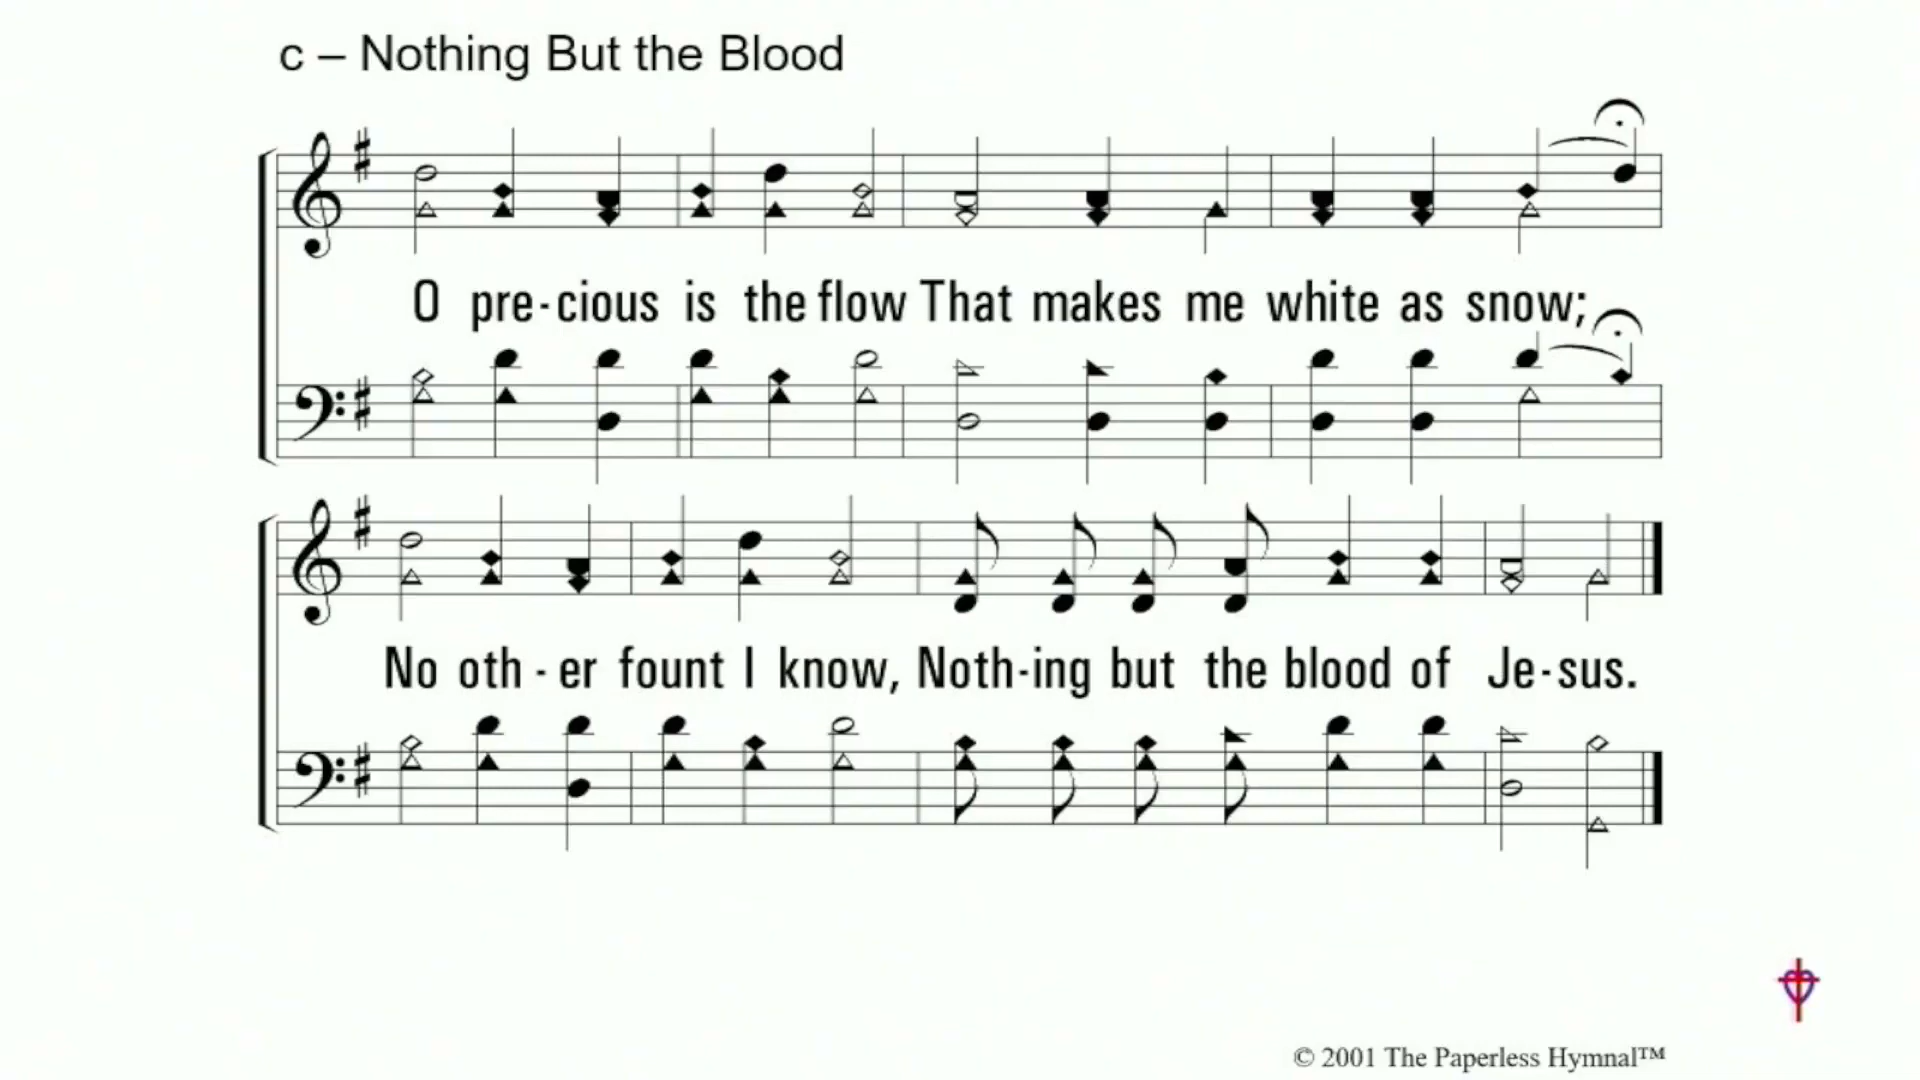 c – Nothing But the Blood
O pre-cious is the flow That makes me white as snow;
No oth-er fount I know, Noth-ing but the blood of Je-sus.
© 2001 The Paperless Hymnal™